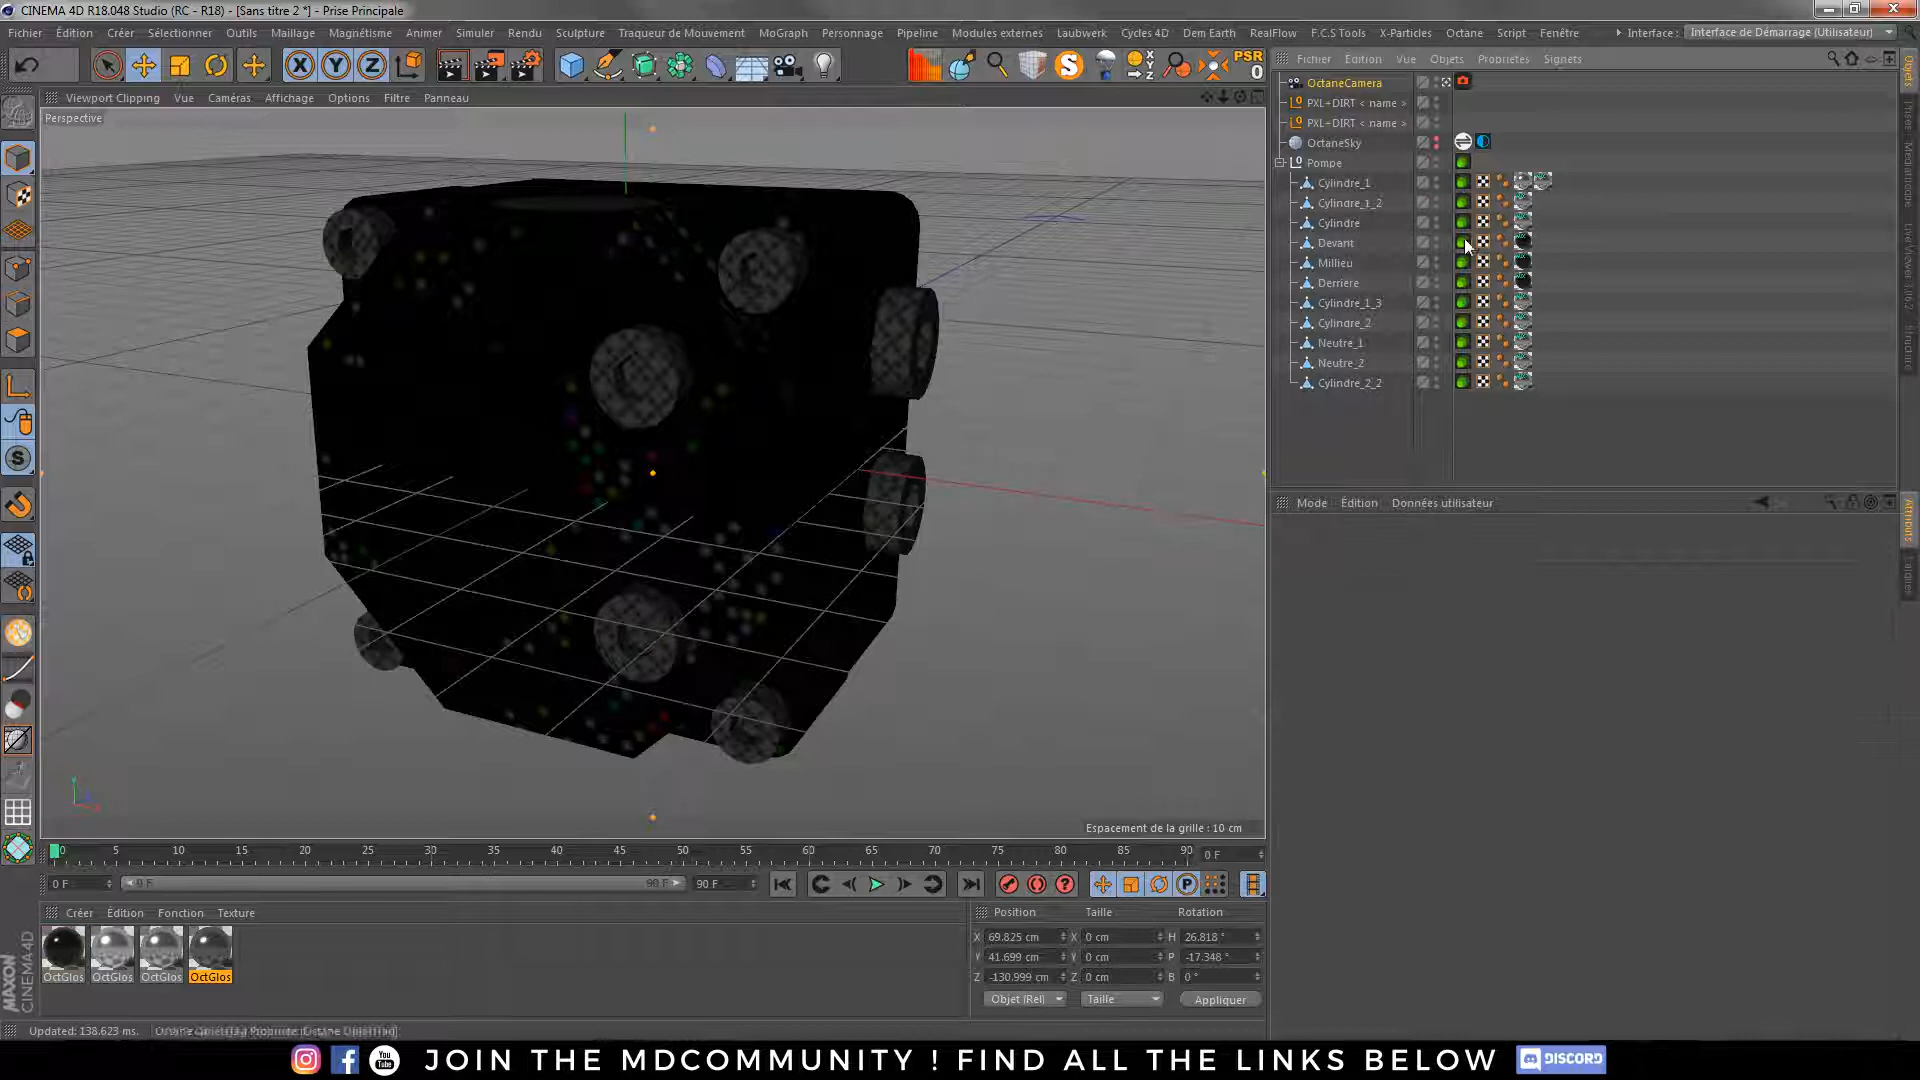 CINEMA 4D R18.048 Studio (RC - R18) - [Sans titre 2 *] - Prise Principale
Fichier Édition Créer Sélectionner Outils Maillage Magnétisme Animer Simuler Rendu Sculpture Traqueur de Mouvement MoGraph Personnage Pipeline Modules externes Laubwerk Cycles 4D Dem Earth RealFlow F.C.S Tools X-Particles Octane Script Fenêtre Interface : Interface de Démarrage (Utilisateur)
X Y Z PSR
0
Fichier Edition Vue Objets Propriétés Signets
Viewport Clipping Vue Caméras Affichage Options Filtre Panneau
Perspective
OctaneCamera
PXL-DIRT < name >
PXL-DIRT < name >
OctaneSky
Pompe
Cylindre_1
Cylindre_1_2
Cylindre
Devant
Millieu
Derriere
Cylindre_1_3
Cylindre_2
Neutre_1
Neutre_2
Cylindre_2_2
Objets
Attributs
Mode Édition Données utilisateur
Espacement de la grille : 10 cm
0 5 10 15 20 25 30 35 40 45 50 55 60 65 70 75 80 85 90 0 F
0 F 0 F 90 F 90 F
Créer Édition Fonction Texture
OctGlos OctGlos OctGlos OctGlos
Position Taille Rotation
X 69.825 cm X 0 cm H 26.818 °
Y 41.699 cm Y 0 cm P -17.348 °
Z -130.999 cm Z 0 cm B 0 °
Objet (Rel) Taille Appliquer
MAXON CINEMA4D
Updated: 138.623 ms.
JOIN THE MDCOMMUNITY ! FIND ALL THE LINKS BELOW DISCORD